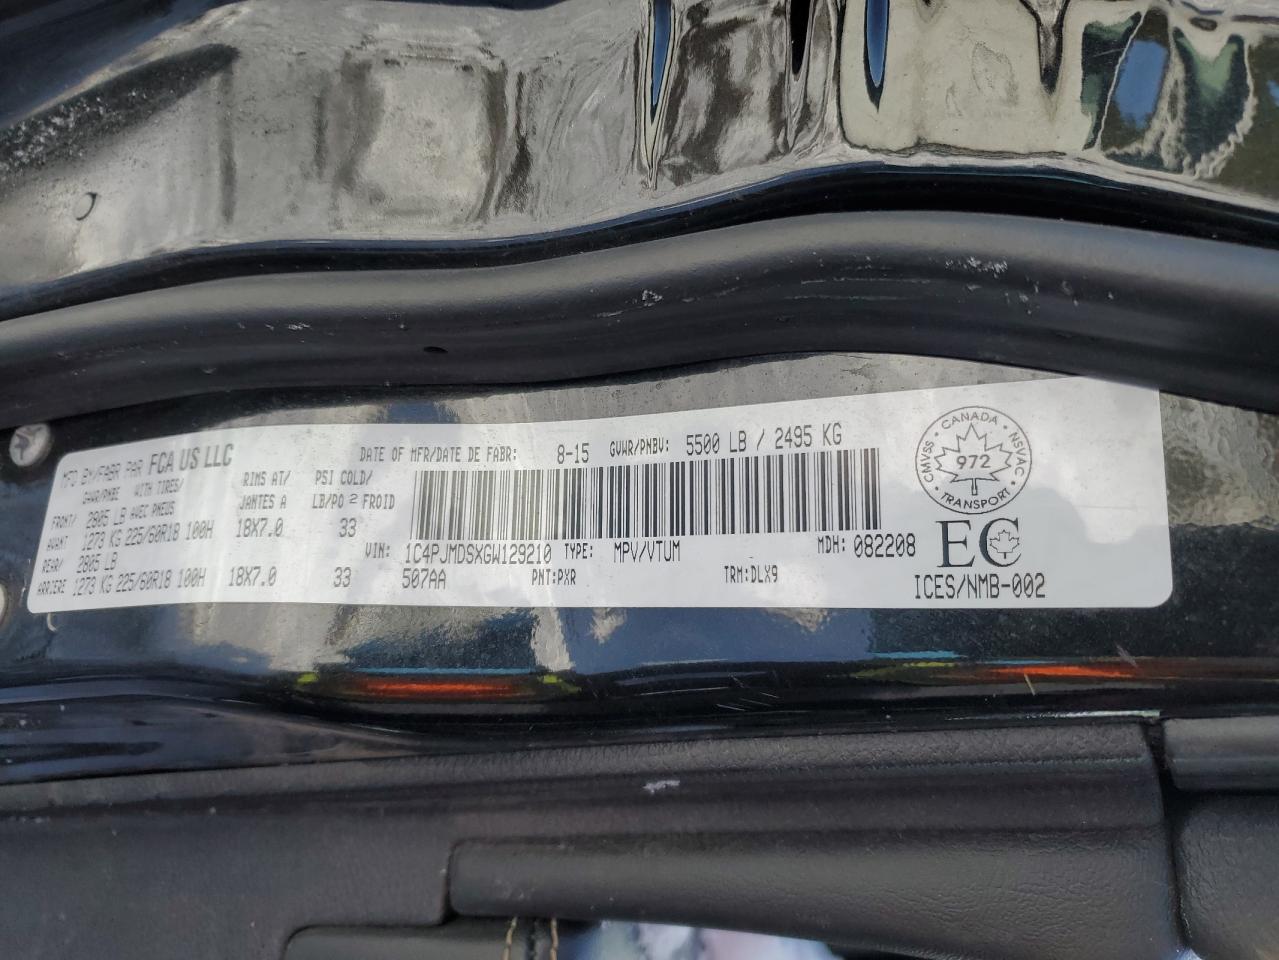 MFD BY/FABR PAR FCA US LLC
DATE OF MFR/DATE DE FABR: 8-15 GVWR/PNBV: 5500 LB / 2495 KG
GAWR/PNBE WITH TIRES/ RIMS AT/ PSI COLD/
AVEC PNEUS JANTES A LB/PO 2 FROID
FRONT/ 2805 LB
AVANT 1273 KG 225/60R18 100H 18X7.0 33
REAR/ 2805 LB
ARRIERE 1273 KG 225/60R18 100H 18X7.0 33
VIN: 1C4PJMDSXGW129210 TYPE: MPV/VTUM MDH: 082208
507AA PNT:PXR TRM:DLX9
CANADA
CMVSS 972 NSVAC
TRANSPORT
EC
ICES/NMB-002